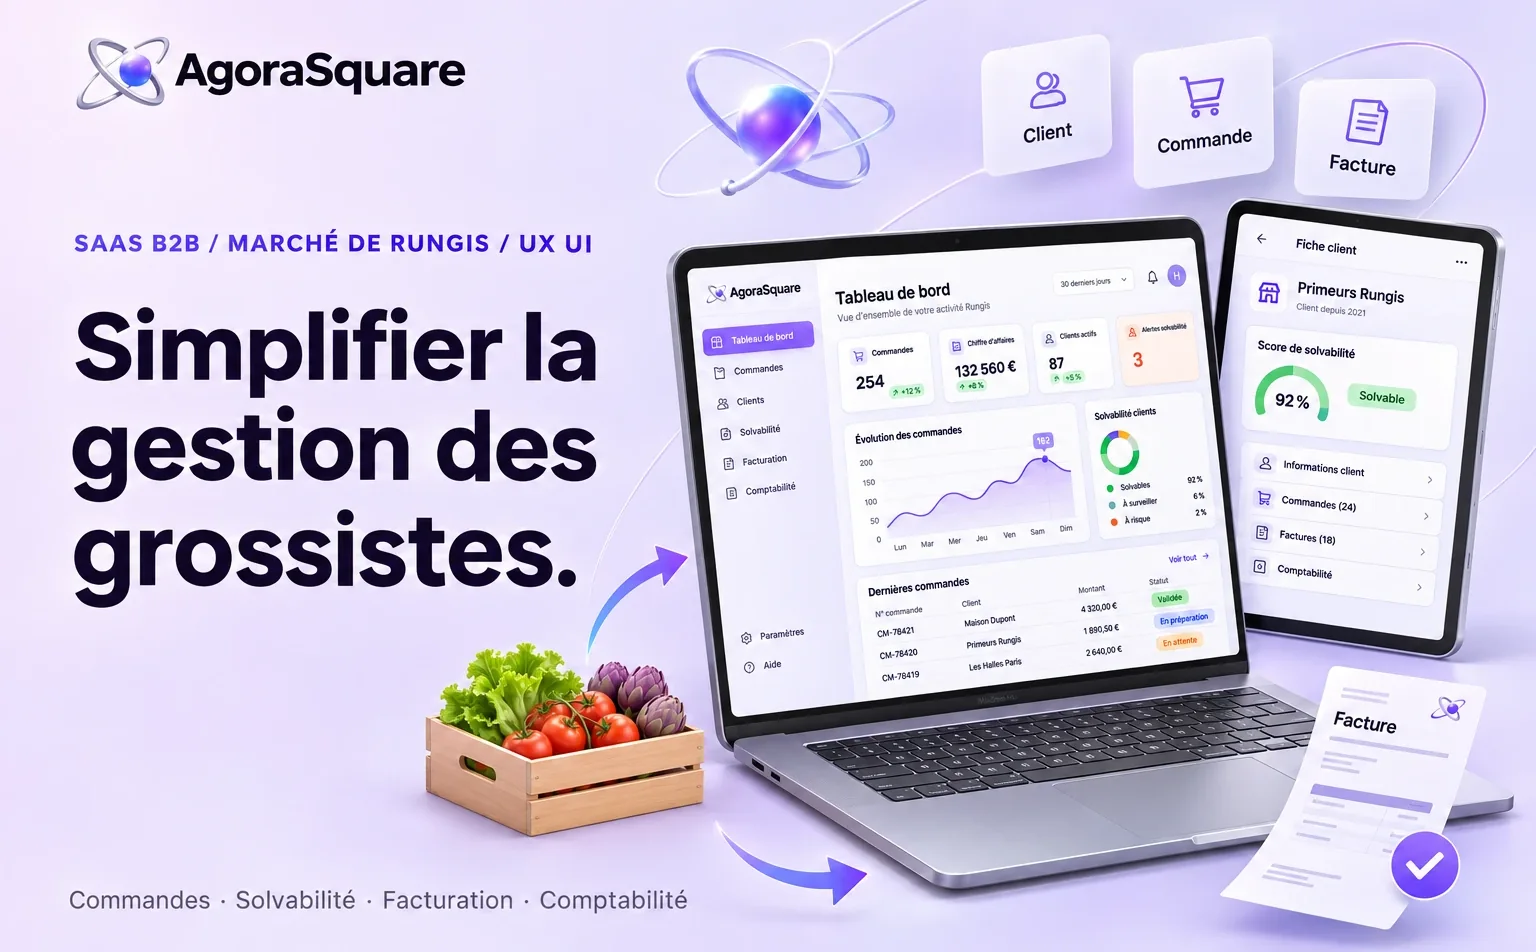 AgoraSquare
SAAS B2B / MARCHÉ DE RUNGIS / UX UI
Simplifier la
gestion des
grossistes.
Commandes · Solvabilité · Facturation · Comptabilité
Client
Commande
Facture
AgoraSquare
Tableau de bord
Commandes
Clients
Solvabilité
Facturation
Comptabilité
Paramètres
Aide
Tableau de bord
Vue d'ensemble de votre activité Rungis
30 derniers jours
H
Commandes
254
+12 %
Chiffre d'affaires
132 560 €
+8 %
Clients actifs
87
+5 %
Alertes solvabilité
3
Évolution des commandes
200
150
100
50
0
162
Lun Mar Mer Jeu Ven Sam Dim
Solvabilité clients
Solvables 92 %
À surveiller 6 %
À risque 2 %
Dernières commandes
Voir tout →
N° commande Client Montant Statut
CM-78421 Maison Dupont 4 320,00 € Validée
CM-78420 Primeurs Rungis 1 890,50 € En préparation
CM-78419 Les Halles Paris 2 640,00 € En attente
Fiche client
Primeurs Rungis
Client depuis 2021
Score de solvabilité
92 %
Solvable
Informations client
Commandes (24)
Factures (18)
Comptabilité
Facture